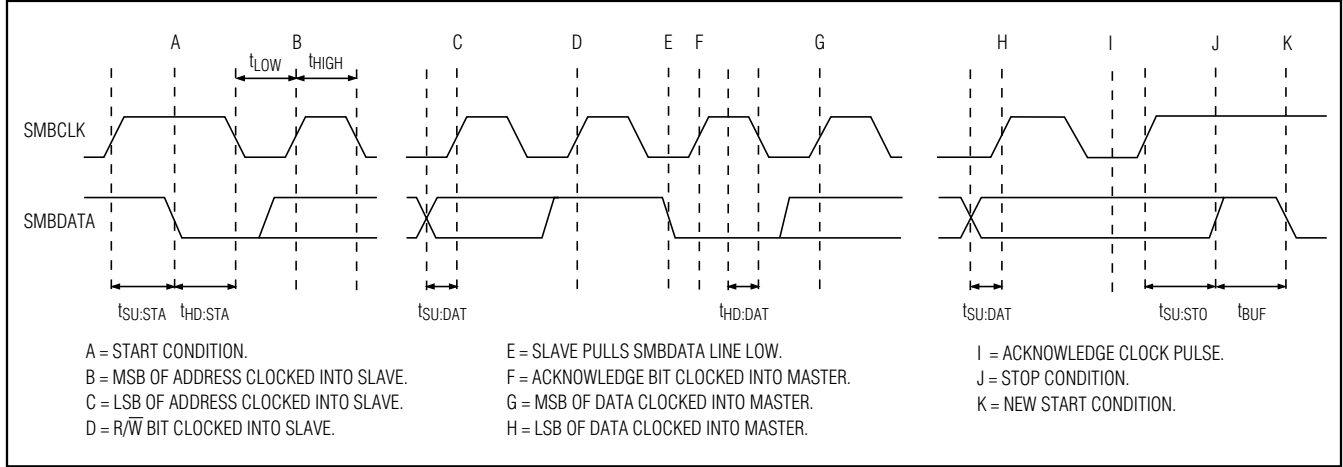 A B C D E F G H I J K
tLOW tHIGH
SMBCLK
SMBDATA
tSU:STA tHD:STA tSU:DAT tHD:DAT tSU:DAT tSU:STO tBUF
A = START CONDITION.
B = MSB OF ADDRESS CLOCKED INTO SLAVE.
C = LSB OF ADDRESS CLOCKED INTO SLAVE.
D = R/W̅ BIT CLOCKED INTO SLAVE.
E = SLAVE PULLS SMBDATA LINE LOW.
F = ACKNOWLEDGE BIT CLOCKED INTO MASTER.
G = MSB OF DATA CLOCKED INTO MASTER.
H = LSB OF DATA CLOCKED INTO MASTER.
I = ACKNOWLEDGE CLOCK PULSE.
J = STOP CONDITION.
K = NEW START CONDITION.